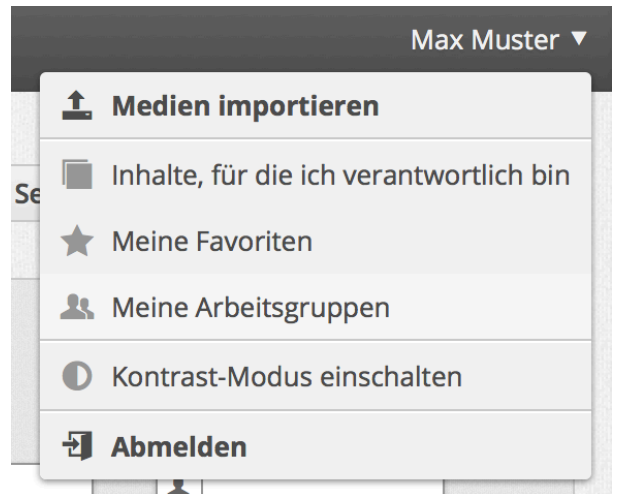 Max Muster ▼
Medien importieren
Se
Inhalte, für die ich verantwortlich bin
Meine Favoriten
Meine Arbeitsgruppen
Kontrast-Modus einschalten
Abmelden